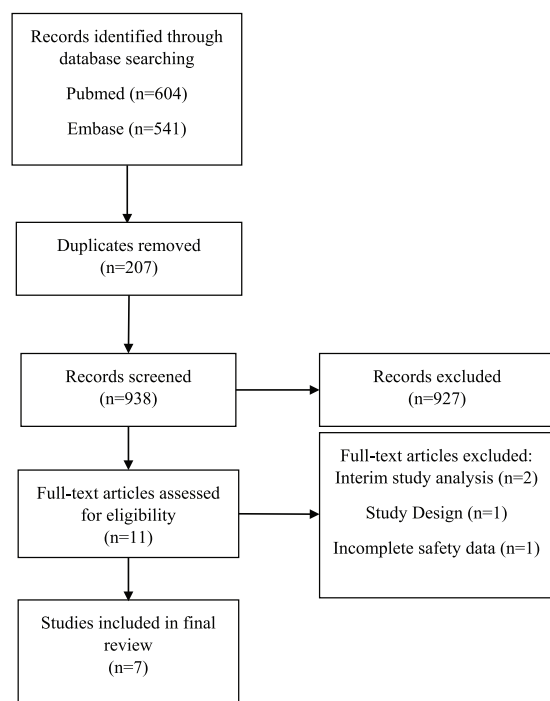 Records identified through
database searching
Pubmed (n=604)
Embase (n=541)
Duplicates removed
(n=207)
Records screened
(n=938)
Records excluded
(n=927)
Full-text articles assessed
for eligibility
(n=11)
Full-text articles excluded:
Interim study analysis (n=2)
Study Design (n=1)
Incomplete safety data (n=1)
Studies included in final
review
(n=7)